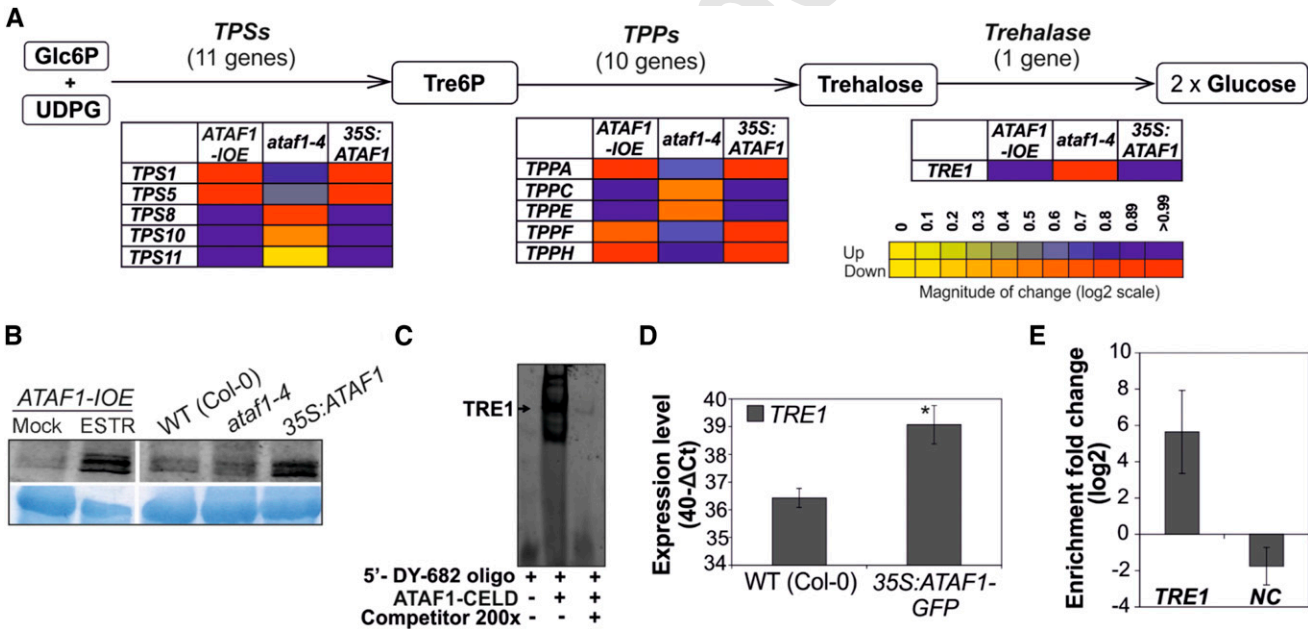 A
TPSs
(11 genes)
TPPs
(10 genes)
Trehalase
(1 gene)
Glc6P
+
UDPG
Tre6P
Trehalose
2 x Glucose
ATAF1
-IOE
ataf1-4
35S:
ATAF1
TPS1
TPS5
TPS8
TPS10
TPS11
ATAF1
-IOE
ataf1-4
35S:
ATAF1
TPPA
TPPC
TPPE
TPPF
TPPH
ATAF1
-IOE
ataf1-4
35S:
ATAF1
TRE1
0 0.1 0.2 0.3 0.4 0.5 0.6 0.7 0.8 0.89 >0.99
Up
Down
Magnitude of change (log2 scale)
B
ATAF1-IOE
Mock ESTR WT (Col-0) ataf1-4 35S:ATAF1
C
TRE1
5'- DY-682 oligo + + +
ATAF1-CELD - + +
Competitor 200x - - +
D
Expression level
(40-ΔCt)
40
39
38
37
36
35
34
TRE1
*
WT (Col-0)
35S:ATAF1-
GFP
E
Enrichment fold change
(log2)
10
8
6
4
2
0
-2
-4
TRE1 NC